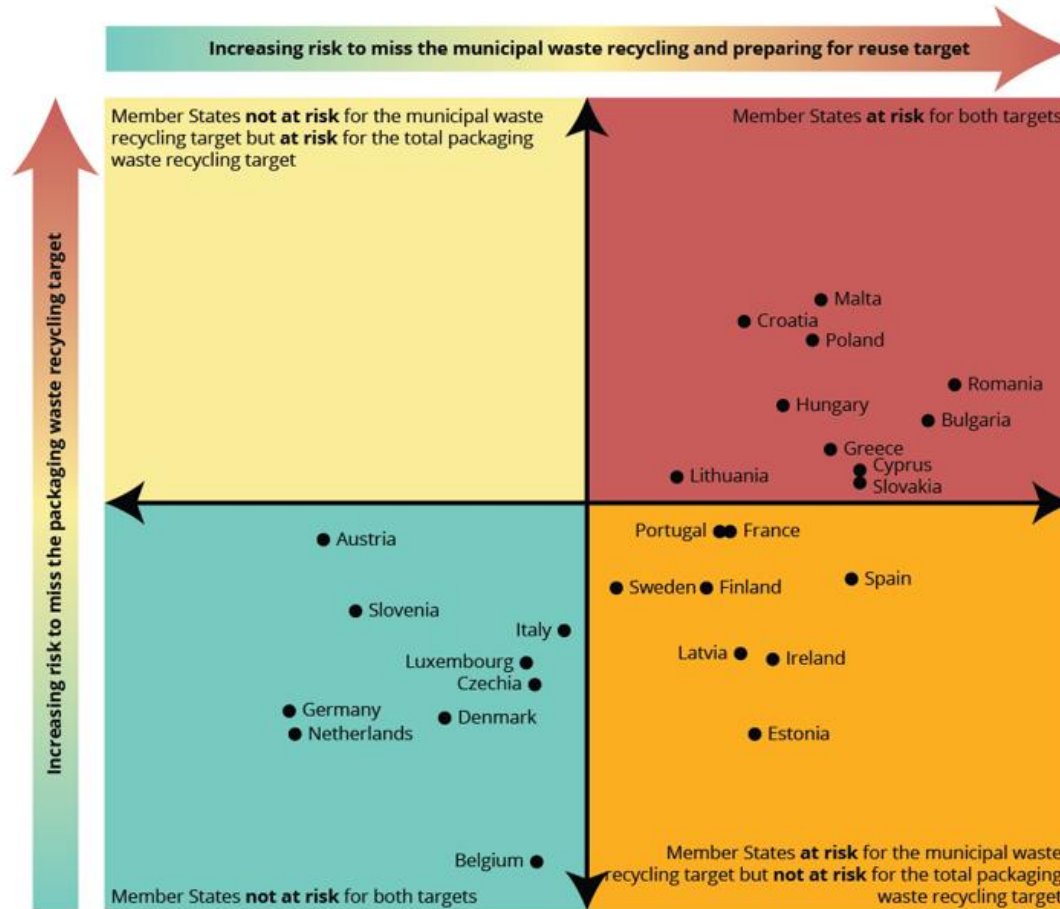 Increasing risk to miss the municipal waste recycling and preparing for reuse target
Increasing risk to miss the packaging waste recycling target
Member States not at risk for the municipal waste
recycling target but at risk for the total packaging
waste recycling target
Member States at risk for both targets
Malta
Croatia
Poland
Romania
Hungary
Bulgaria
Greece
Cyprus
Lithuania
Slovakia
Austria
Slovenia
Italy
Luxembourg
Czechia
Germany
Denmark
Netherlands
Belgium
Member States not at risk for both targets
Portugal
France
Spain
Sweden
Finland
Latvia
Ireland
Estonia
Member States at risk for the municipal waste
recycling target but not at risk for the total packaging
waste recycling target